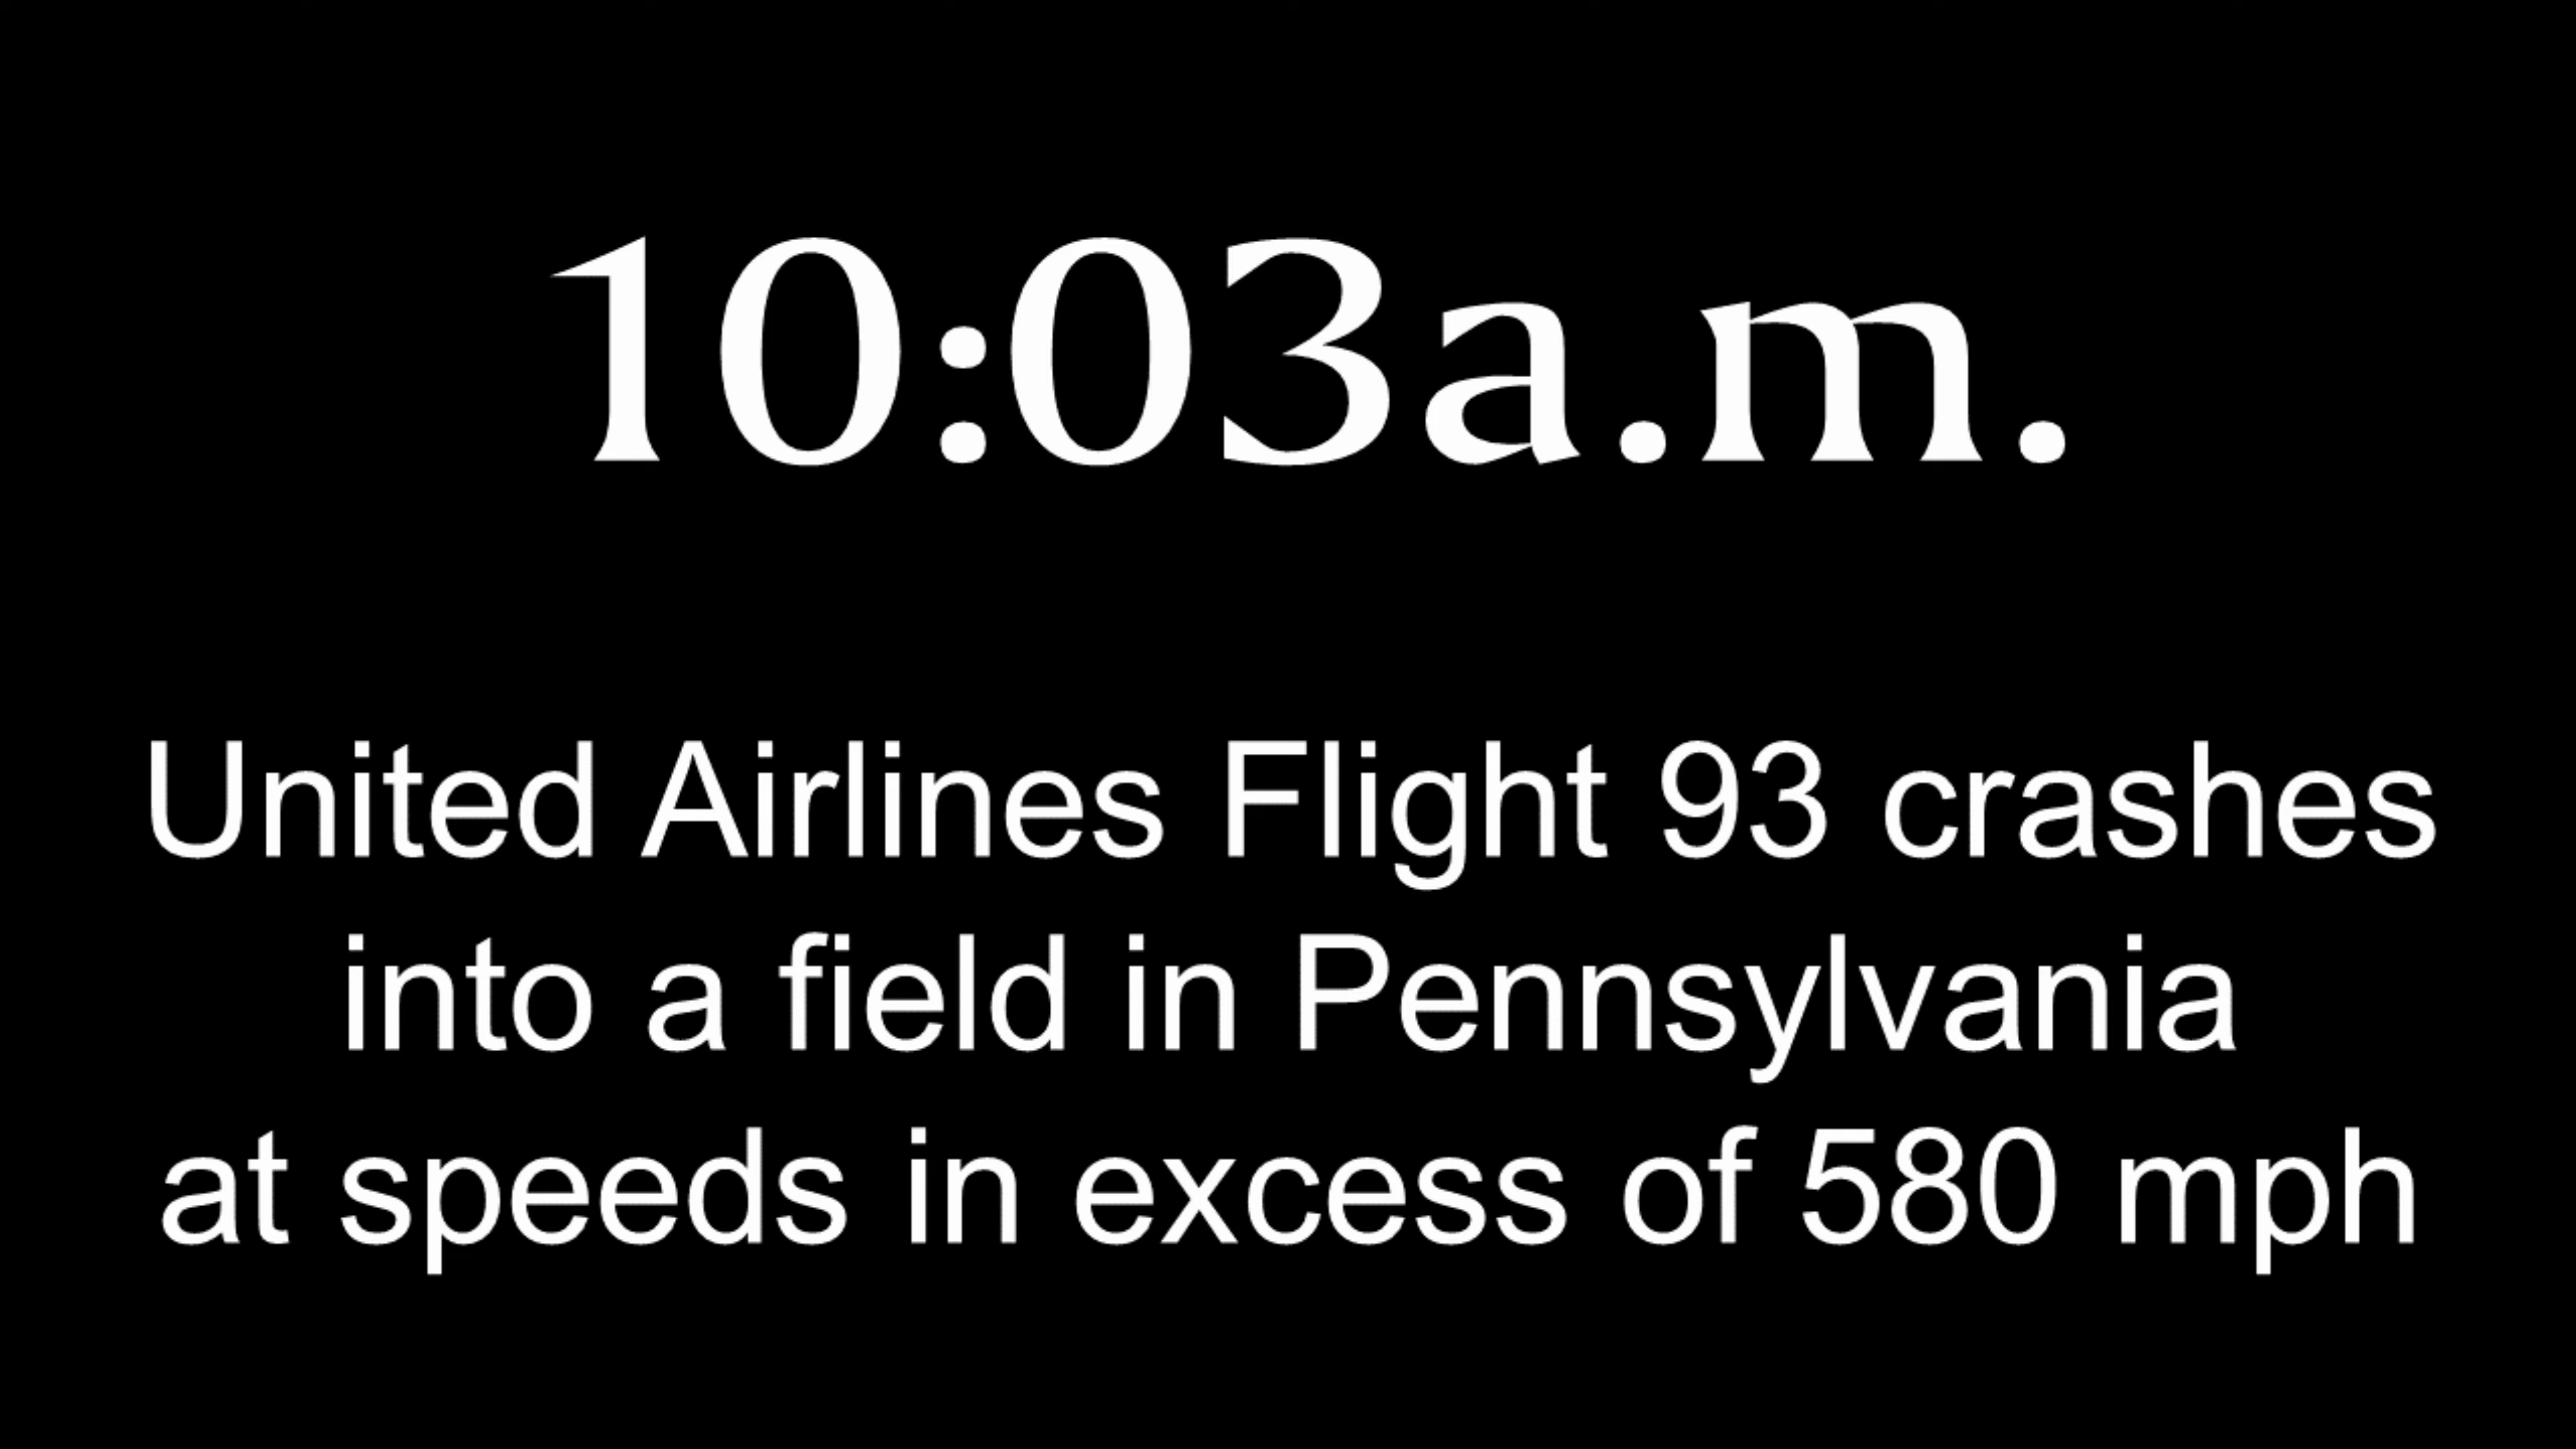 10:03a.m.
United Airlines Flight 93 crashes
into a field in Pennsylvania
at speeds in excess of 580 mph